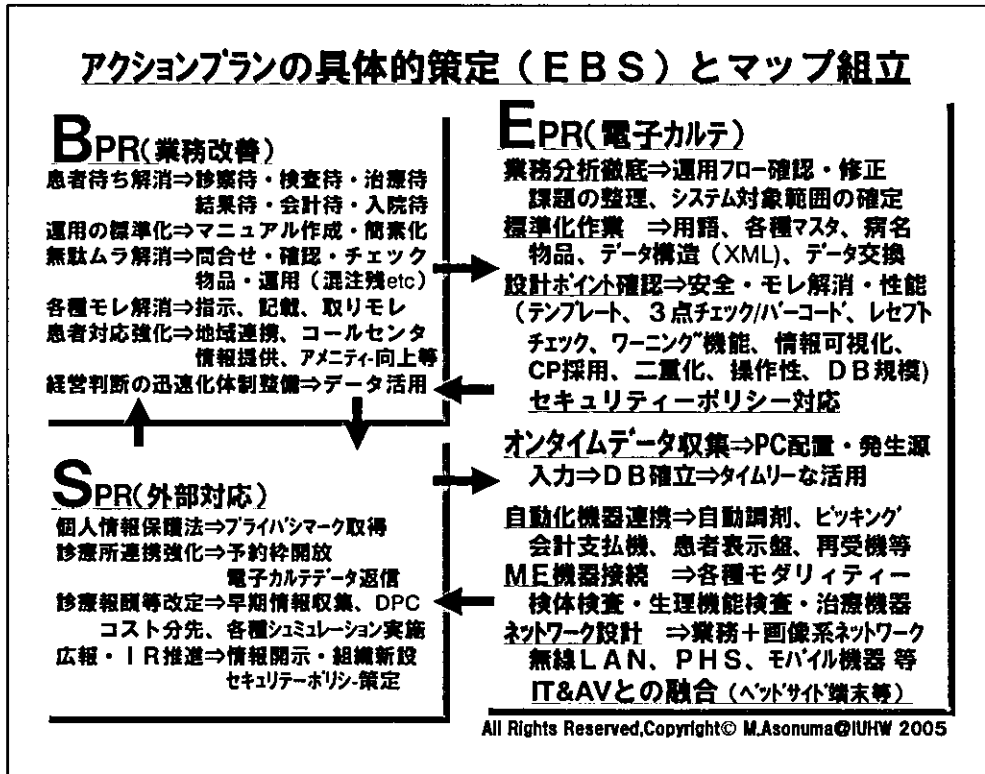 アクションプランの具体的策定（EBS）とマップ組立
BPR(業務改善)
患者待ち解消⇒診察待・検査待・治療待
結果待・会計待・入院待
運用の標準化⇒マニュアル作成・簡素化
無駄ムラ解消⇒問合せ・確認・チェック
物品・運用（混注残etc）
各種モレ解消⇒指示、記載、取りモレ
患者対応強化⇒地域連携、コールセンタ
情報提供、アメニティ-向上等
経営判断の迅速化体制整備⇒データ活用
SPR(外部対応)
個人情報保護法⇒プライバシマーク取得
診療所連携強化⇒予約枠開放
電子カルテデータ返信
診療報酬等改定⇒早期情報収集、DPC
コスト分先、各種シュミレーション実施
広報・ＩＲ推進⇒情報開示・組織新設
セキュリテーポリシ-策定
EPR(電子カルテ)
業務分析徹底⇒運用フロー確認・修正
課題の整理、システム対象範囲の確定
標準化作業　⇒用語、各種マスタ、病名
物品、データ構造（XML)、データ交換
設計ポイント確認⇒安全・モレ解消・性能
（テンプレート、３点チェック/バーコード、レセプト
チェック、ワーニング機能、情報可視化、
CP採用、二重化、操作性、ＤＢ規模)
セキュリティーポリシー対応
オンタイムデータ収集⇒PC配置・発生源
入力⇒ＤＢ確立⇒タイムリーな活用
自動化機器連携⇒自動調剤、ピッキング
会計支払機、患者表示盤、再受機等
ＭＥ機器接続　⇒各種モダリィティー
検体検査・生理機能検査・治療機器
ネットワーク設計　⇒業務＋画像系ネットワーク
無線ＬＡＮ、ＰＨＳ、モバイル機器 等
IT&AVとの融合（ベッドサイド端末等）
All Rights Reserved,Copyright© M.Asonuma@IUHW 2005